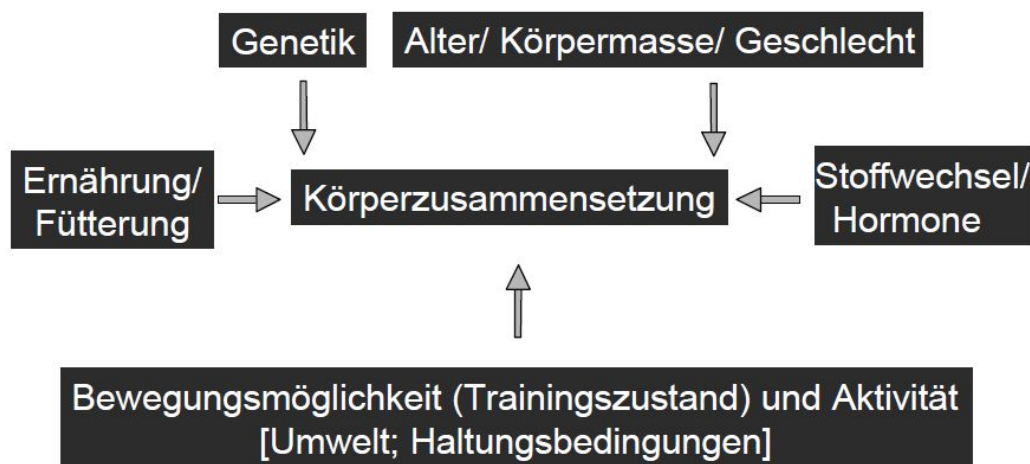 Genetik
Alter/ Körpermasse/ Geschlecht
Ernährung/
Fütterung
Körperzusammensetzung
Stoffwechsel/
Hormone
Bewegungsmöglichkeit (Trainingszustand) und Aktivität
[Umwelt; Haltungsbedingungen]